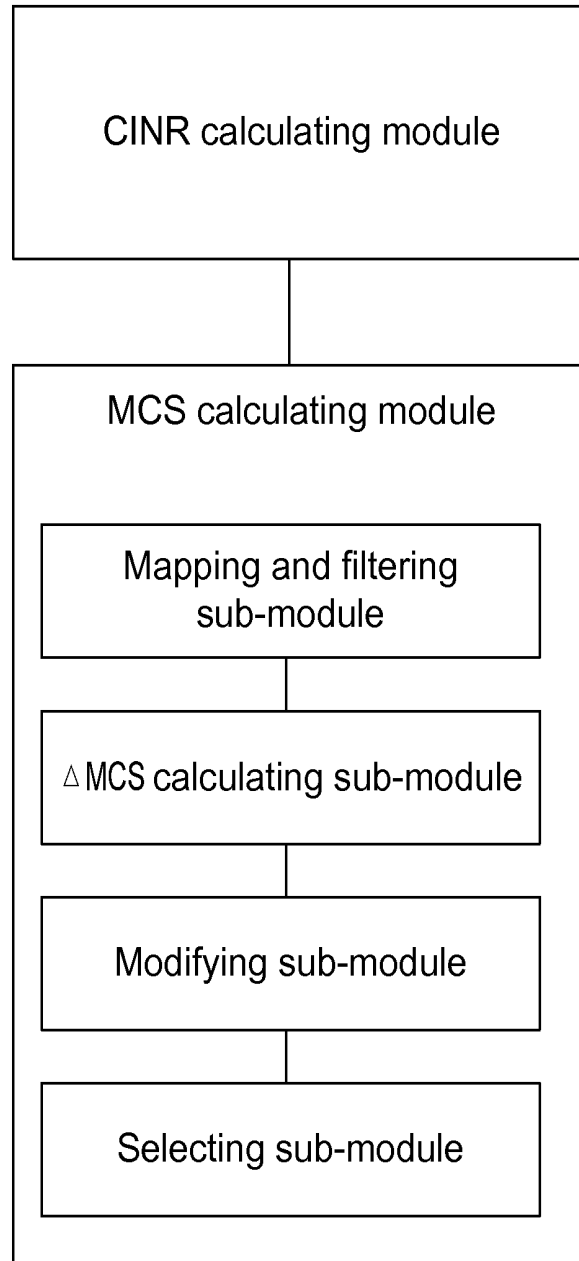 CINR calculating module
MCS calculating module
Mapping and filtering
sub-module
△MCS calculating sub-module
Modifying sub-module
Selecting sub-module